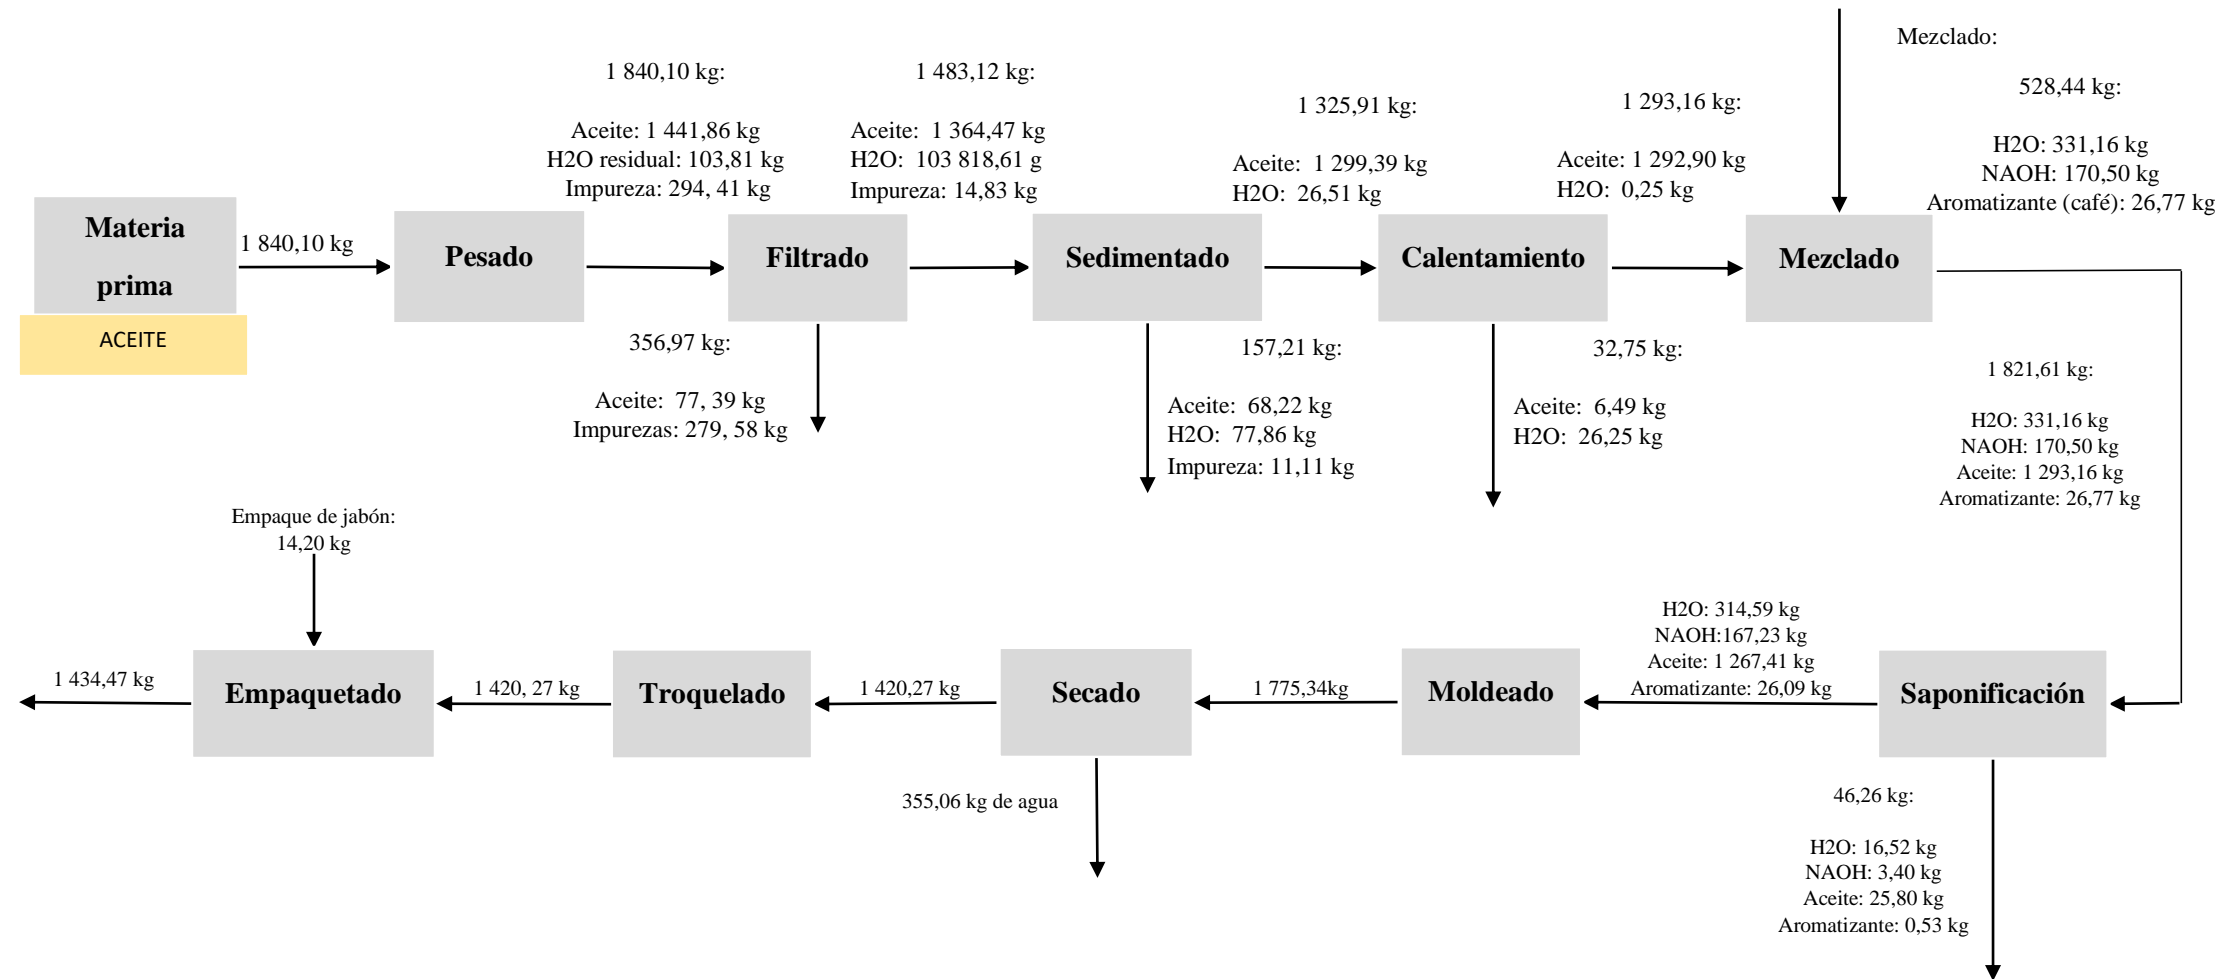 Mezclado:
528,44 kg:
H2O: 331,16 kg
NAOH: 170,50 kg
Aromatizante (café): 26,77 kg
1 840,10 kg:
Aceite: 1 441,86 kg
H2O residual: 103,81 kg
Impureza: 294, 41 kg
1 483,12 kg:
Aceite:  1 364,47 kg
H2O:  103 818,61 g
Impureza: 14,83 kg
1 325,91 kg:
Aceite:  1 299,39 kg
H2O:  26,51 kg
1 293,16 kg:
Aceite: 1 292,90 kg
H2O:  0,25 kg
Materia
prima
ACEITE
1 840,10 kg
Pesado
Filtrado
Sedimentado
Calentamiento
Mezclado
356,97 kg:
Aceite:  77, 39 kg
Impurezas: 279, 58 kg
157,21 kg:
Aceite:  68,22 kg
H2O:  77,86 kg
Impureza: 11,11 kg
32,75 kg:
Aceite:  6,49 kg
H2O:  26,25 kg
1 821,61 kg:
H2O: 331,16 kg
NAOH: 170,50 kg
Aceite: 1 293,16 kg
Aromatizante: 26,77 kg
Empaque de jabón:
14,20 kg
1 434,47 kg
Empaquetado
1 420, 27 kg
Troquelado
1 420,27 kg
Secado
1 775,34kg
Moldeado
H2O: 314,59 kg
NAOH:167,23 kg
Aceite: 1 267,41 kg
Aromatizante: 26,09 kg
Saponificación
355,06 kg de agua
46,26 kg:
H2O: 16,52 kg
NAOH: 3,40 kg
Aceite: 25,80 kg
Aromatizante: 0,53 kg